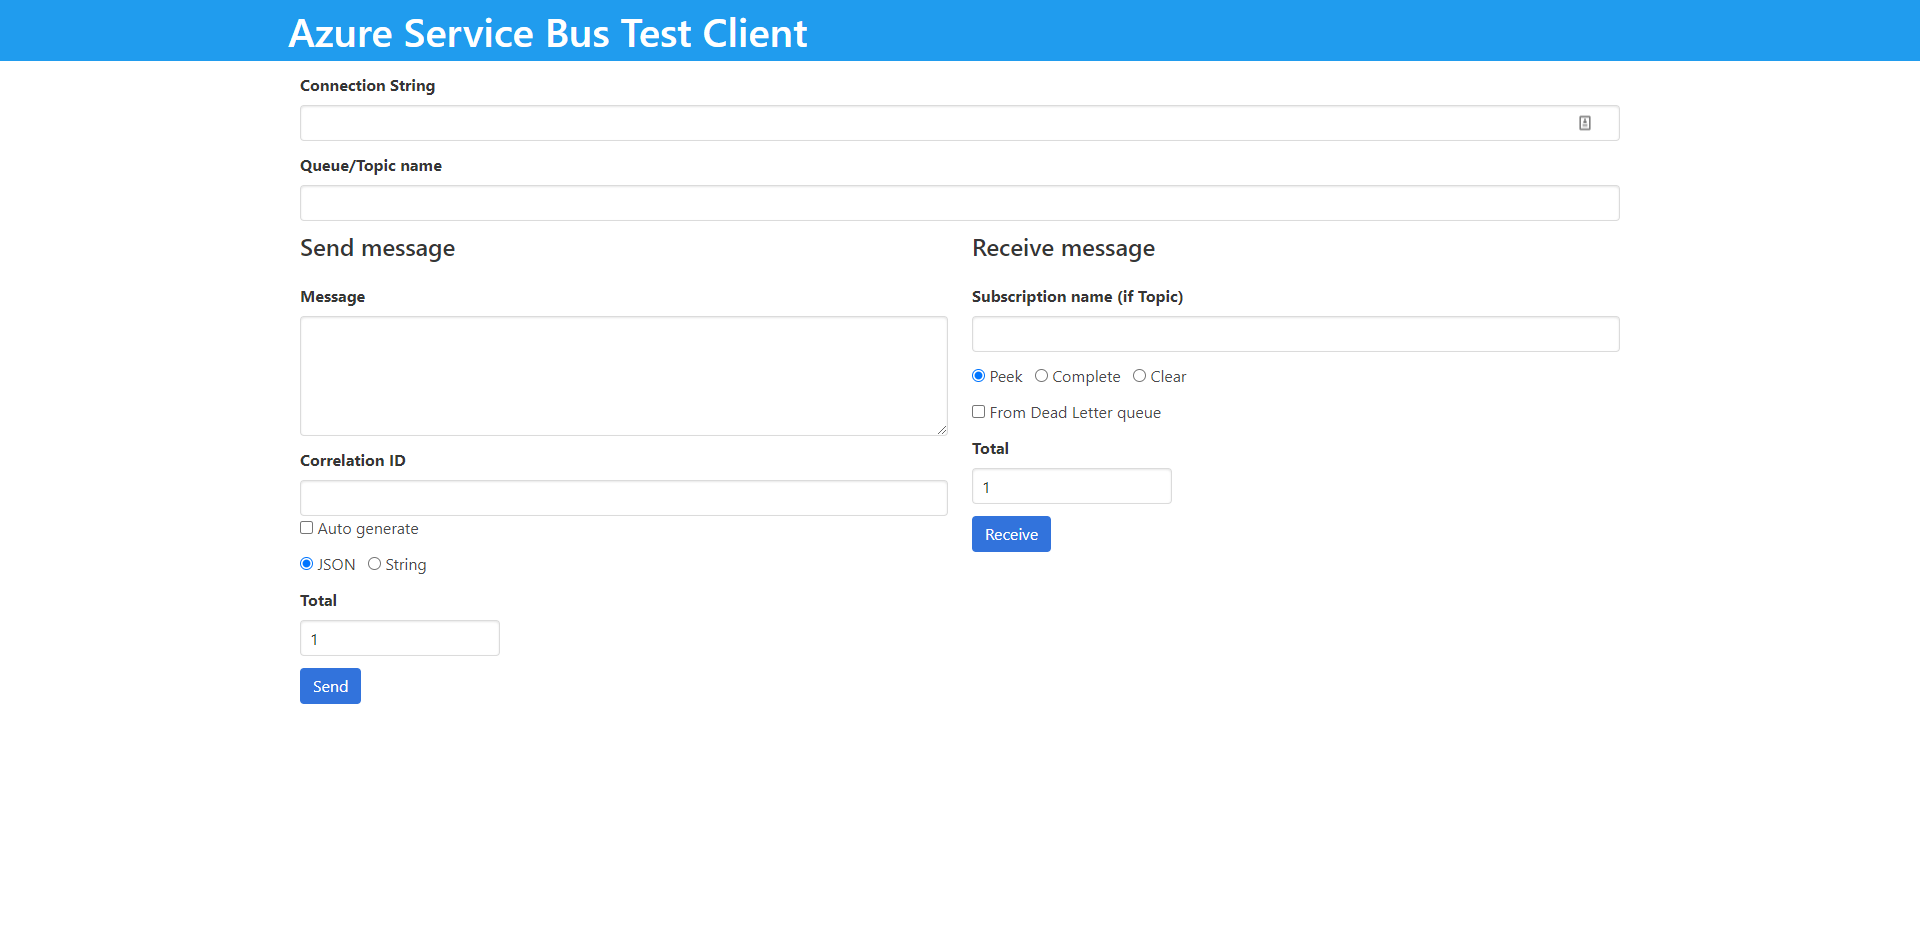 Azure Service Bus Test Client
Connection String
Queue/Topic name
Send message
Message
Correlation ID
Auto generate
JSON String
Total
1
Send
Receive message
Subscription name (if Topic)
Peek Complete Clear
From Dead Letter queue
Total
1
Receive